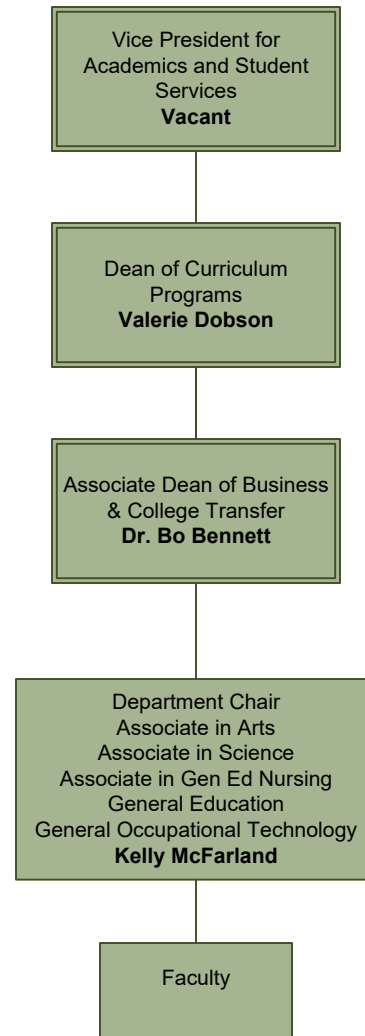 Vice President for
Academics and Student
Services
Vacant
Dean of Curriculum
Programs
Valerie Dobson
Associate Dean of Business
& College Transfer
Dr. Bo Bennett
Department Chair
Associate in Arts
Associate in Science
Associate in Gen Ed Nursing
General Education
General Occupational Technology
Kelly McFarland
Faculty